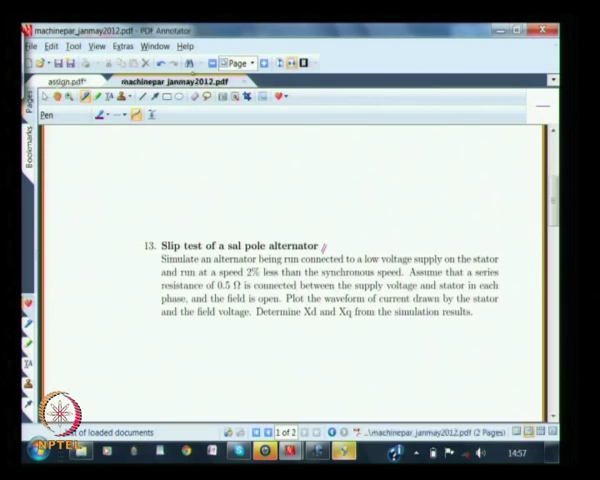 machinepar_janmay2012.pdf - PDF Annotator
File Edit Tool View Extras Window Help
Page
assign.pdf* machinepar_janmay2012.pdf
Pages
Pen
Bookmarks
13. Slip test of a sal pole alternator
Simulate an alternator being run connected to a low voltage supply on the stator
and run at a speed 2% less than the synchronous speed. Assume that a series
resistance of 0.5 Ω is connected between the supply voltage and stator in each
phase, and the field is open. Plot the waveform of current drawn by the stator
and the field voltage. Determine Xd and Xq from the simulation results.
NPTEL
of loaded documents 1 of 2 ...\machinepar_janmay2012.pdf (2 Pages)
14:57